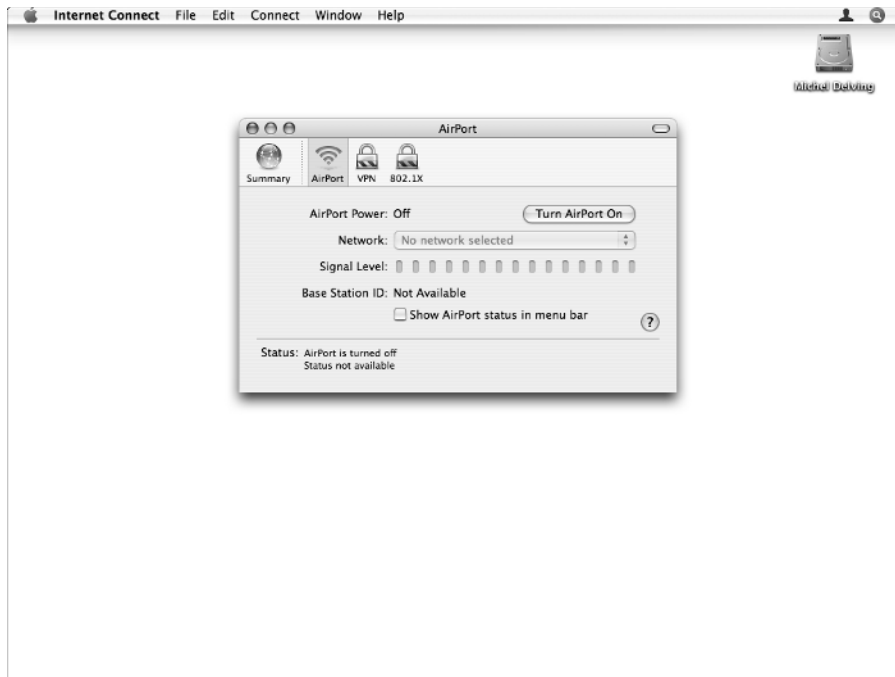 Internet Connect File Edit Connect Window Help
Michel Delving
AirPort
Summary AirPort VPN 802.1X
AirPort Power: Off Turn AirPort On
Network: No network selected
Signal Level:
Base Station ID: Not Available
Show AirPort status in menu bar
?
Status: AirPort is turned off
Status not available